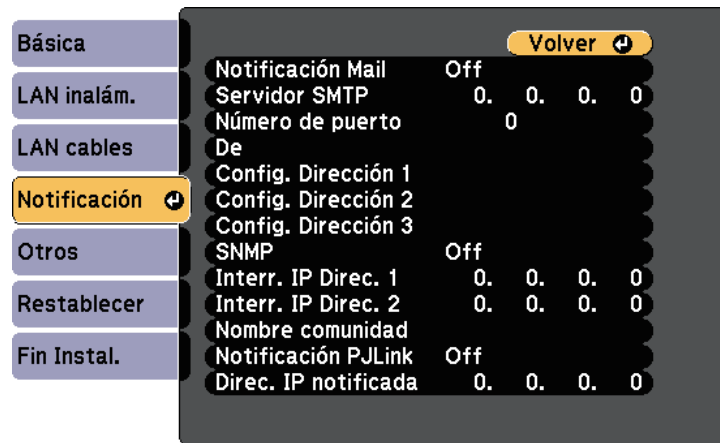 Básica
LAN inalám.
LAN cables
Notificación
Otros
Restablecer
Fin Instal.
Volver
Notificación Mail Off
Servidor SMTP 0. 0. 0. 0
Número de puerto 0
De
Config. Dirección 1
Config. Dirección 2
Config. Dirección 3
SNMP Off
Interr. IP Direc. 1 0. 0. 0. 0
Interr. IP Direc. 2 0. 0. 0. 0
Nombre comunidad
Notificación PJLink Off
Direc. IP notificada 0. 0. 0. 0